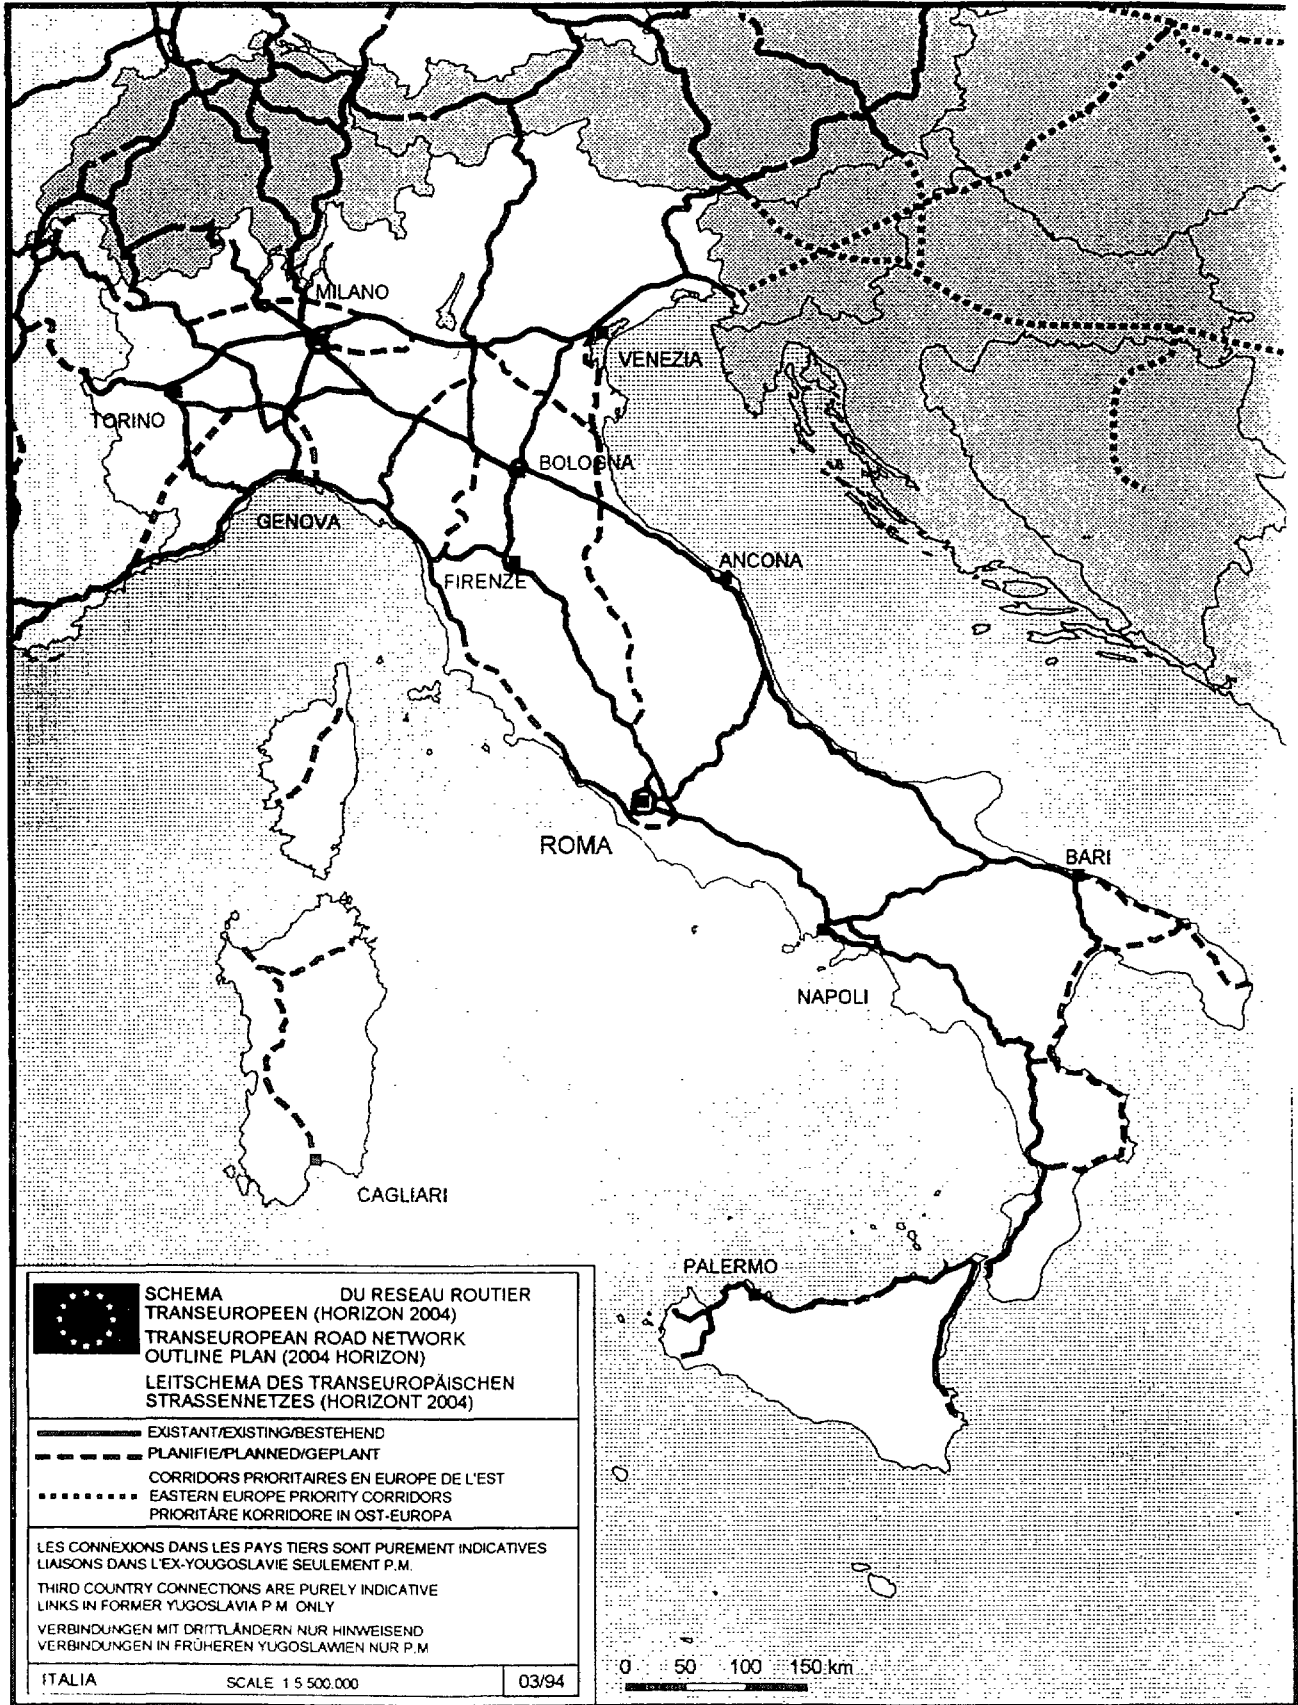 MILANO
VENEZIA
TORINO
BOLOGNA
GENOVA
ANCONA
FIRENZE
ROMA
BARI
NAPOLI
CAGLIARI
PALERMO
SCHEMA DU RESEAU ROUTIER
TRANSEUROPEEN (HORIZON 2004)
TRANSEUROPEAN ROAD NETWORK
OUTLINE PLAN (2004 HORIZON)
LEITSCHEMA DES TRANSEUROPÄISCHEN
STRASSENNETZES (HORIZONT 2004)
EXISTANT/EXISTING/BESTEHEND
PLANIFIE/PLANNED/GEPLANT
CORRIDORS PRIORITAIRES EN EUROPE DE L'EST
EASTERN EUROPE PRIORITY CORRIDORS
PRIORITÄRE KORRIDORE IN OST-EUROPA
LES CONNEXIONS DANS LES PAYS TIERS SONT PUREMENT INDICATIVES
LIAISONS DANS L'EX-YOUGOSLAVIE SEULEMENT P.M.
THIRD COUNTRY CONNECTIONS ARE PURELY INDICATIVE
LINKS IN FORMER YUGOSLAVIA P M ONLY
VERBINDUNGEN MIT DRITTLÄNDERN NUR HINWEISEND
VERBINDUNGEN IN FRÜHEREN YUGOSLAWIEN NUR P.M
ITALIA SCALE 1 5 500.000 03/94
0 50 100 150 km